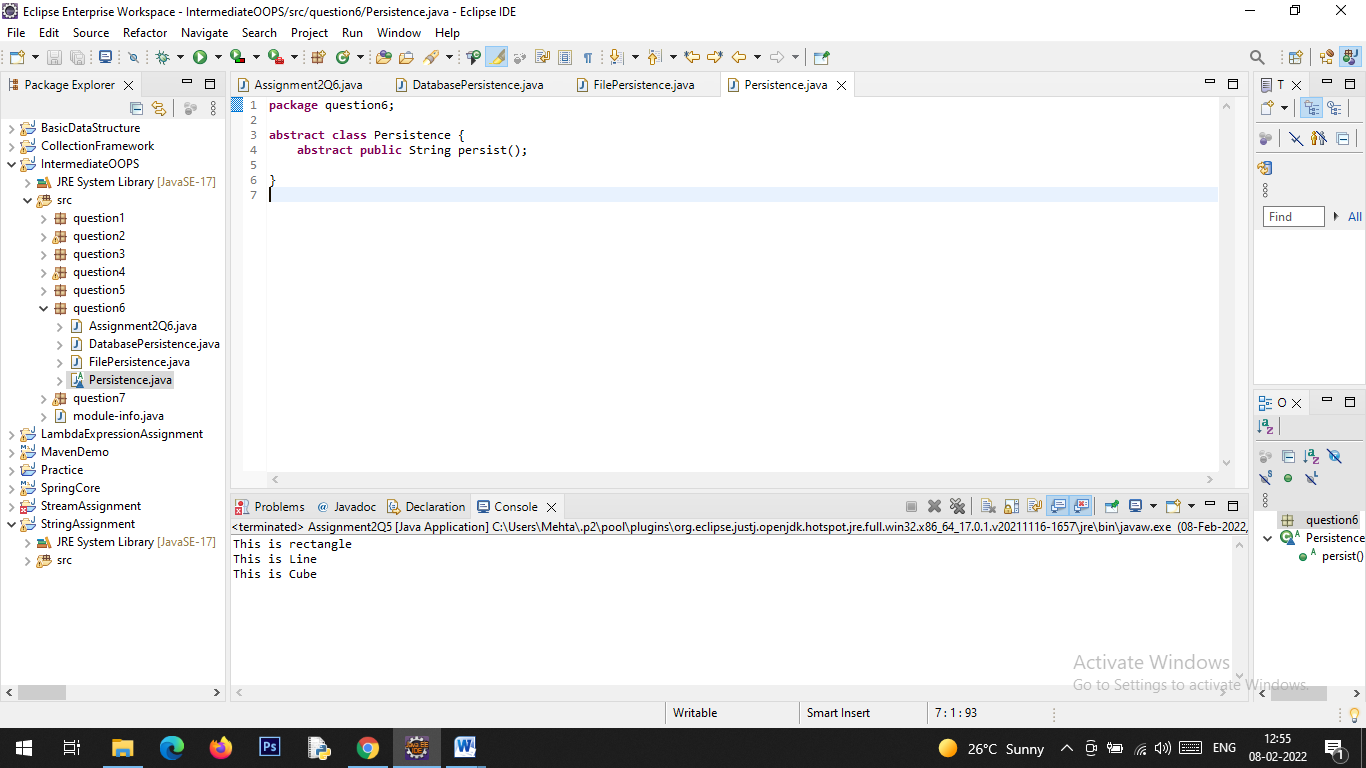 Eclipse Enterprise Workspace - IntermediateOOPS/src/question6/Persistence.java - Eclipse IDE
File Edit Source Refactor Navigate Search Project Run Window Help
Package Explorer
BasicDataStructure
CollectionFramework
IntermediateOOPS
JRE System Library [JavaSE-17]
src
question1
question2
question3
question4
question5
question6
Assignment2Q6.java
DatabasePersistence.java
FilePersistence.java
Persistence.java
question7
module-info.java
LambdaExpressionAssignment
MavenDemo
Practice
SpringCore
StreamAssignment
StringAssignment
JRE System Library [JavaSE-17]
src
Assignment2Q6.java DatabasePersistence.java FilePersistence.java Persistence.java
1 package question6;
2
3 abstract class Persistence {
4 abstract public String persist();
5
6 }
7
Problems @ Javadoc Declaration Console
<terminated> Assignment2Q5 [Java Application] C:\Users\Mehta\.p2\pool\plugins\org.eclipse.justj.openjdk.hotspot.jre.full.win32.x86_64_17.0.1.v20211116-1657\jre\bin\javaw.exe (08-Feb-2022,
This is rectangle
This is Line
This is Cube
T
Find All
O
question6
Persistence
persist()
Activate Windows
Go to Settings to activate Windows.
Writable Smart Insert 7 : 1 : 93
Ps
26°C Sunny ENG 12:55
08-02-2022
1